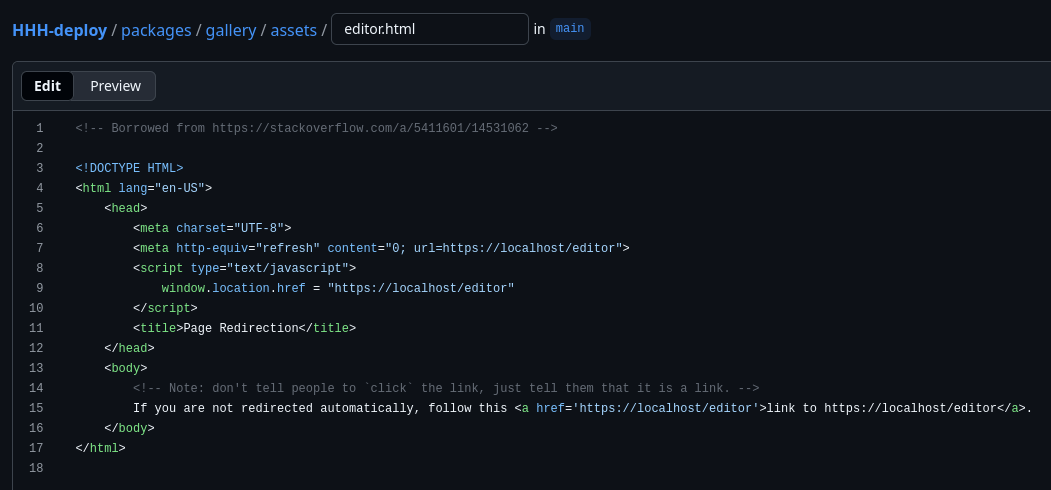 HHH-deploy / packages / gallery / assets / editor.html in main
Edit Preview
1 <!-- Borrowed from https://stackoverflow.com/a/5411601/14531062 -->
2
3 <!DOCTYPE HTML>
4 <html lang="en-US">
5     <head>
6         <meta charset="UTF-8">
7         <meta http-equiv="refresh" content="0; url=https://localhost/editor">
8         <script type="text/javascript">
9             window.location.href = "https://localhost/editor"
10         </script>
11         <title>Page Redirection</title>
12     </head>
13     <body>
14         <!-- Note: don't tell people to `click` the link, just tell them that it is a link. -->
15         If you are not redirected automatically, follow this <a href='https://localhost/editor'>link to https://localhost/editor</a>.
16     </body>
17 </html>
18